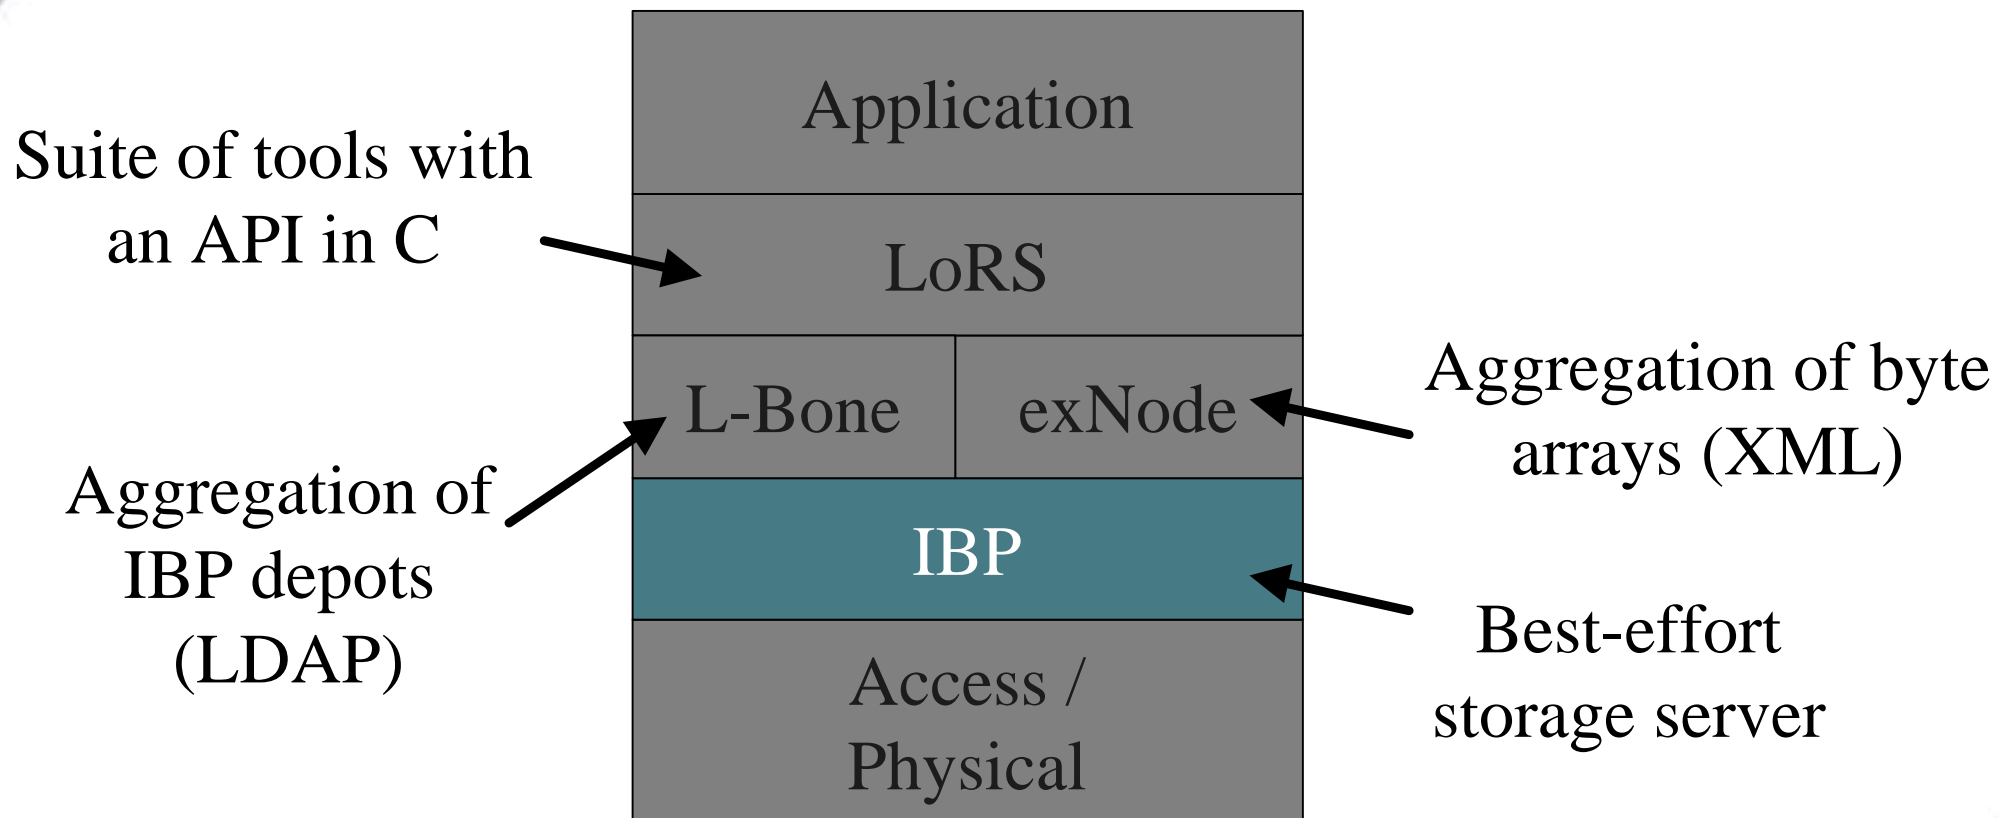 Application
Suite of tools with
an API in C
LoRS
L-Bone
exNode
Aggregation of byte
arrays (XML)
Aggregation of
IBP depots
(LDAP)
IBP
Best-effort
storage server
Access /
Physical